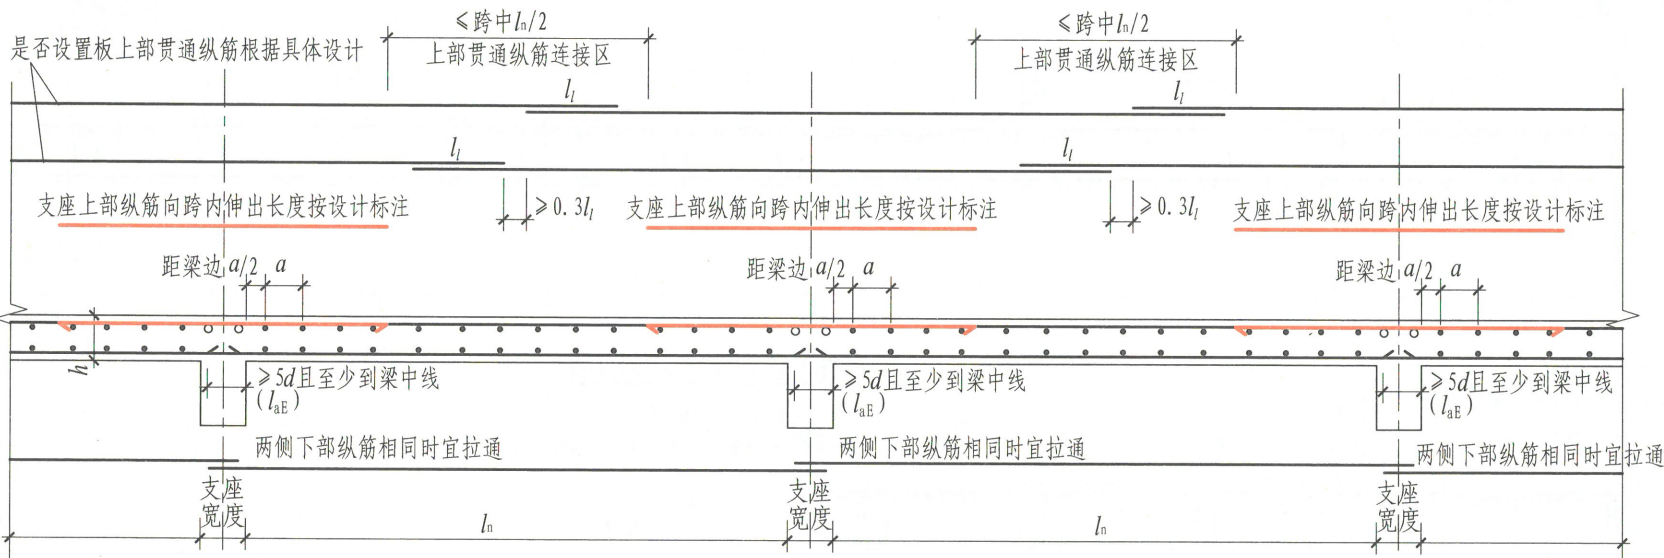 ≤跨中ln/2
≤跨中ln/2
是否设置板上部贯通纵筋根据具体设计
上部贯通纵筋连接区
上部贯通纵筋连接区
ll
ll
ll
ll
支座上部纵筋向跨内伸出长度按设计标注
≥0.3ll
支座上部纵筋向跨内伸出长度按设计标注
≥0.3ll
支座上部纵筋向跨内伸出长度按设计标注
距梁边 a/2 a
距梁边 a/2 a
距梁边 a/2 a
h
≥5d且至少到梁中线
(laE)
≥5d且至少到梁中线
(laE)
≥5d且至少到梁中线
(laE)
两侧下部纵筋相同时宜拉通
两侧下部纵筋相同时宜拉通
两侧下部纵筋相同时宜拉通
支座
宽度
ln
支座
宽度
ln
支座
宽度